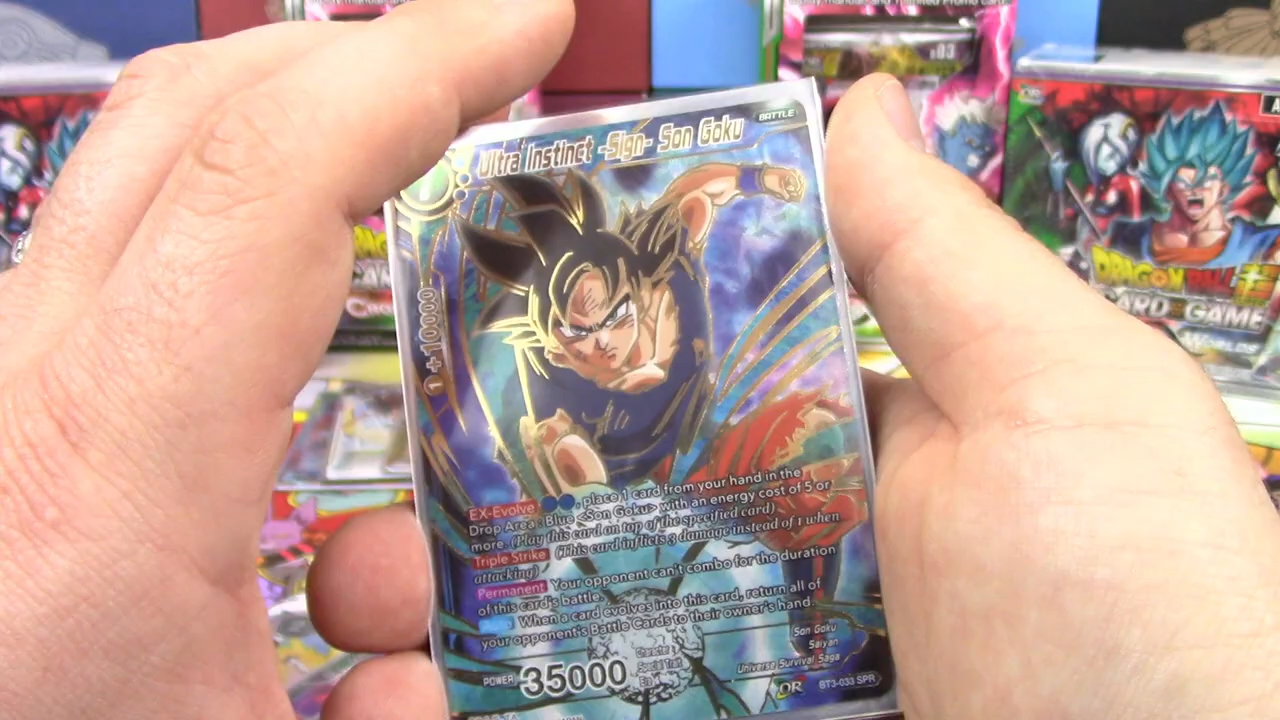 BATTLE
Ultra Instinct -Sign- Son Goku
1 +10000
EX-Evolve , place 1 card from your hand in the
Drop Area : Blue <Son Goku> with an energy cost of 5 or
more. (Play this card on top of the specified card)
Triple Strike (This card inflicts 3 damage instead of 1 when
attacking)
Permanent Your opponent can't combo for the duration
of this card's battle.
: When a card evolves into this card, return all of
your opponent's Battle Cards to their owner's hand.
POWER 35000
Character
Special Trait
Era
Son Goku
Saiyan
Universe Survival Saga
BT3-033 SPR
DRAGON BALL
CARD GAME
WORLDS